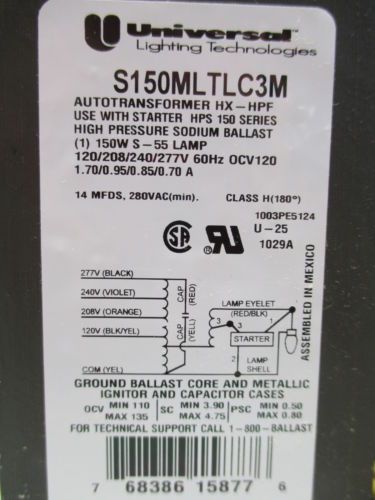 Universal
Lighting Technologies
S150MLTLC3M
AUTOTRANSFORMER HX-HPF
USE WITH STARTER HPS 150 SERIES
HIGH PRESSURE SODIUM BALLAST
(1) 150W S-55 LAMP
120/208/240/277V 60Hz OCV120
1.70/0.95/0.85/0.70 A
14 MFDS, 280VAC(min). CLASS H(180°)
1003PE5124
U-25
1029A
277V (BLACK)
240V (VIOLET)
208V (ORANGE)
120V (BLK/YEL)
COM (YEL)
CAP (RED)
CAP (YEL)
LAMP EYELET
(RED/BLK)
3 3 1
STARTER
2
LAMP
SHELL
ASSEMBLED IN MEXICO
GROUND BALLAST CORE AND METALLIC
IGNITOR AND CAPACITOR CASES
OCV MIN 110 MAX 135 SC MIN 3.90 MAX 4.75 PSC MIN 0.50 MAX 0.80
FOR TECHNICAL SUPPORT CALL 1-800-BALLAST
7 68386 15877 6